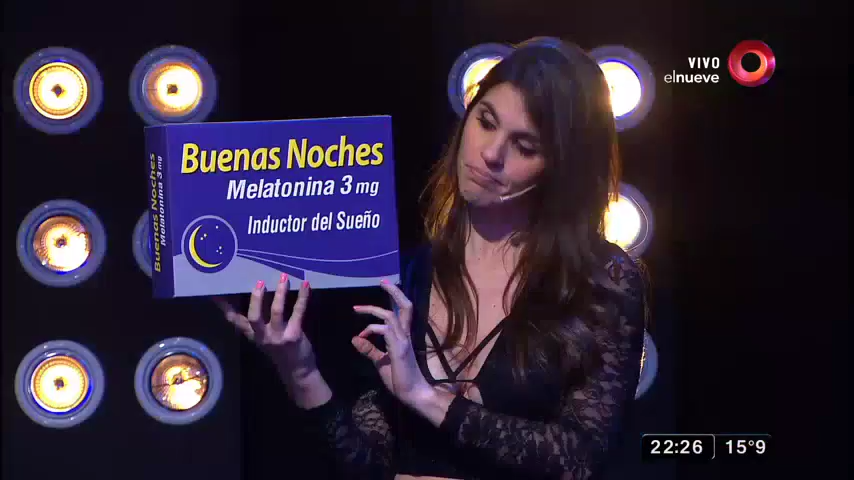 VIVO
elnueve
Buenas Noches
Melatonina 3 mg
Inductor del Sueño
Buenas Noches
Melatonina 3 mg
22:26 15°9